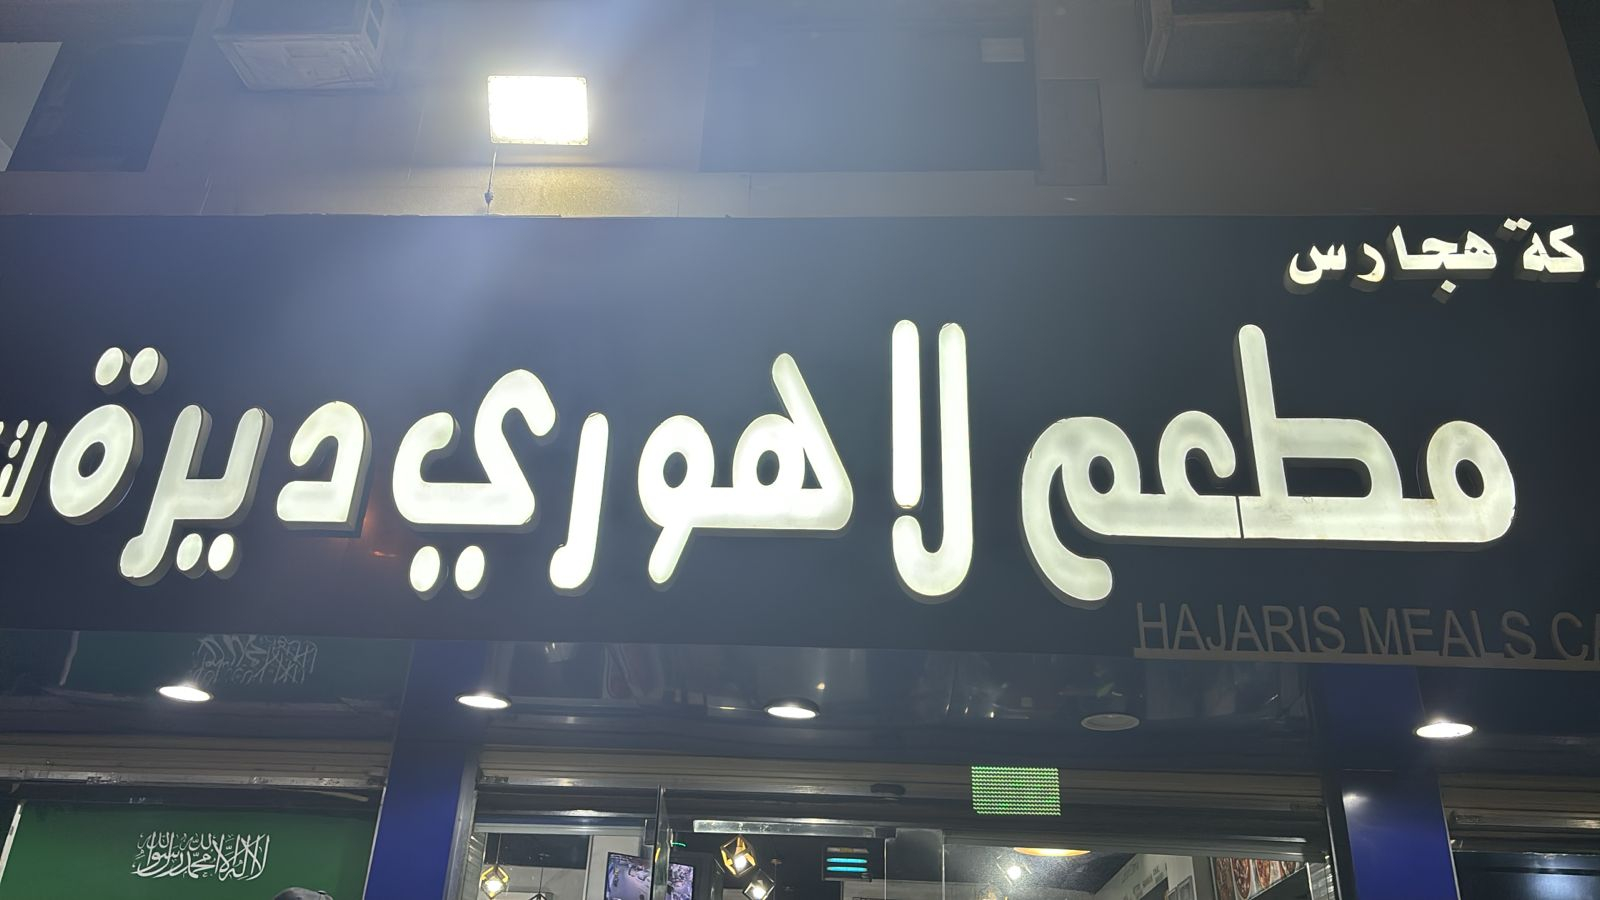 كة هجارس
مطعم لاهوري ديرة
HAJARIS MEALS
لا إله إلا الله محمد رسول الله